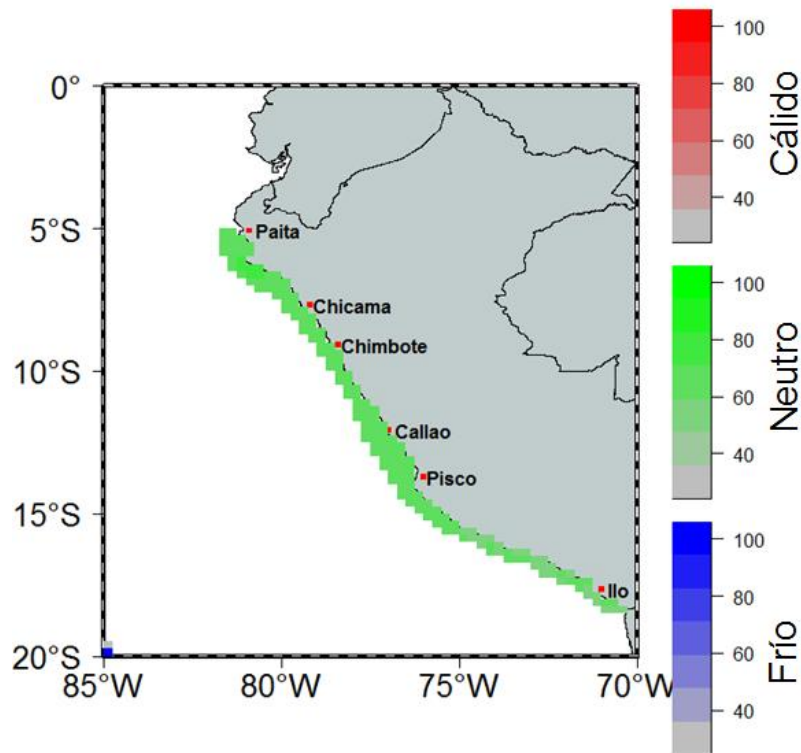 0°
5°S
10°S
15°S
20°S
85°W
80°W
75°W
70°W
Paita
Chicama
Chimbote
Callao
Pisco
Ilo
100
80
60
40
Cálido
100
80
60
40
Neutro
100
80
60
40
Frío